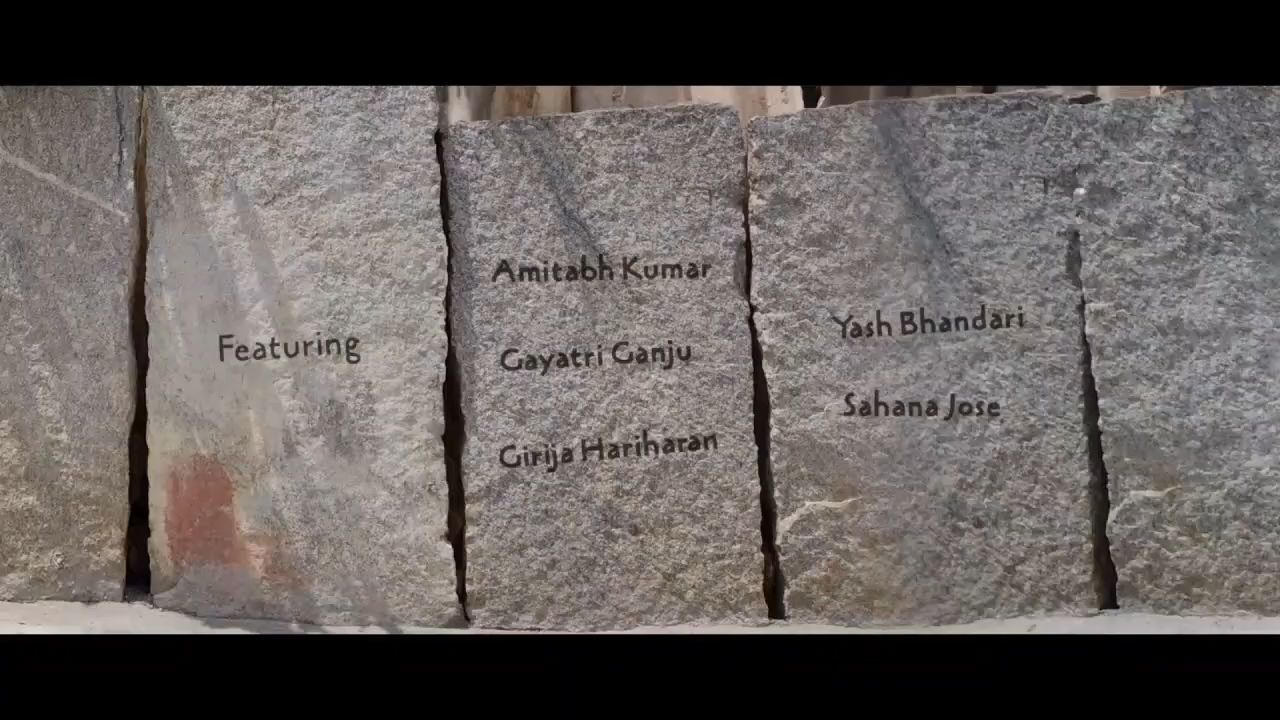 Featuring
Amitabh Kumar
Gayatri Ganju
Girija Hariharan
Yash Bhandari
Sahana Jose